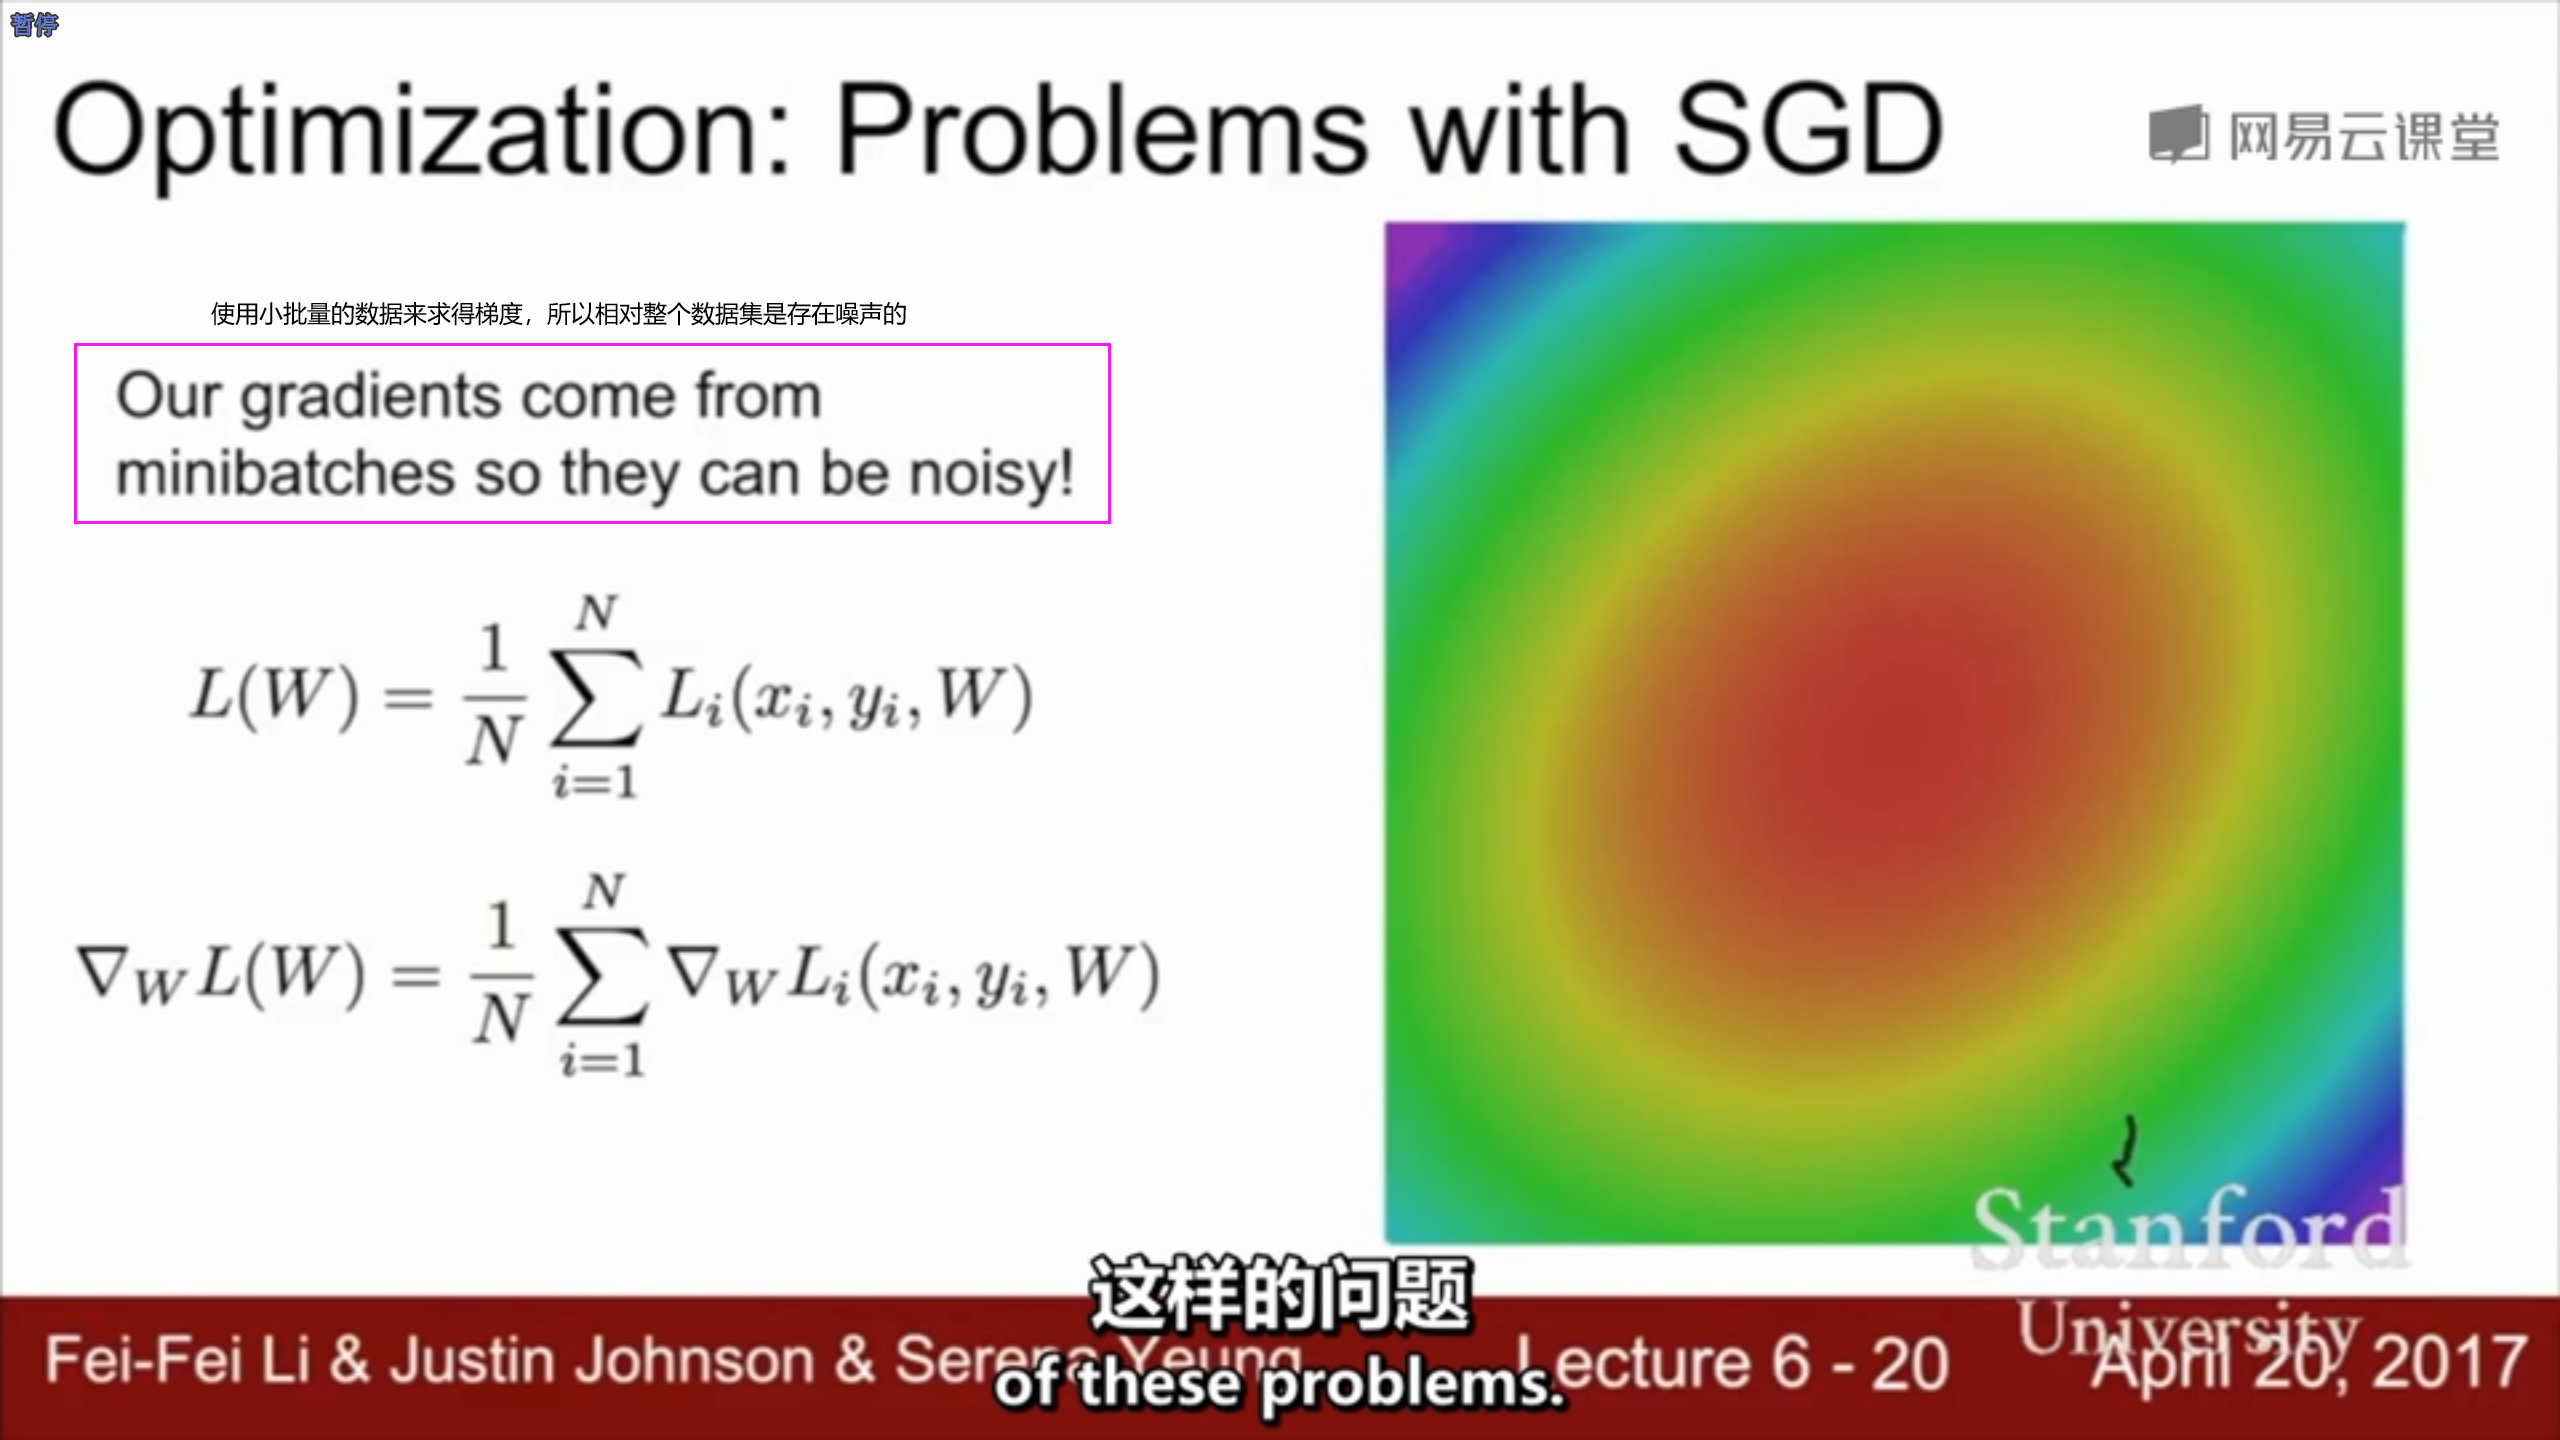 暂停
Optimization: Problems with SGD
网易云课堂
使用小批量的数据来求得梯度，所以相对整个数据集是存在噪声的
Our gradients come from
minibatches so they can be noisy!
L(W) = \frac{1}{N} \sum_{i=1}^{N} L_i(x_i, y_i, W)
∇_W L(W) = \frac{1}{N} \sum_{i=1}^{N} ∇_W L_i(x_i, y_i, W)
Stanford
University
这样的问题
of these problems.
Fei-Fei Li & Justin Johnson & Serena Yeung
Lecture 6 - 20
April 20, 2017